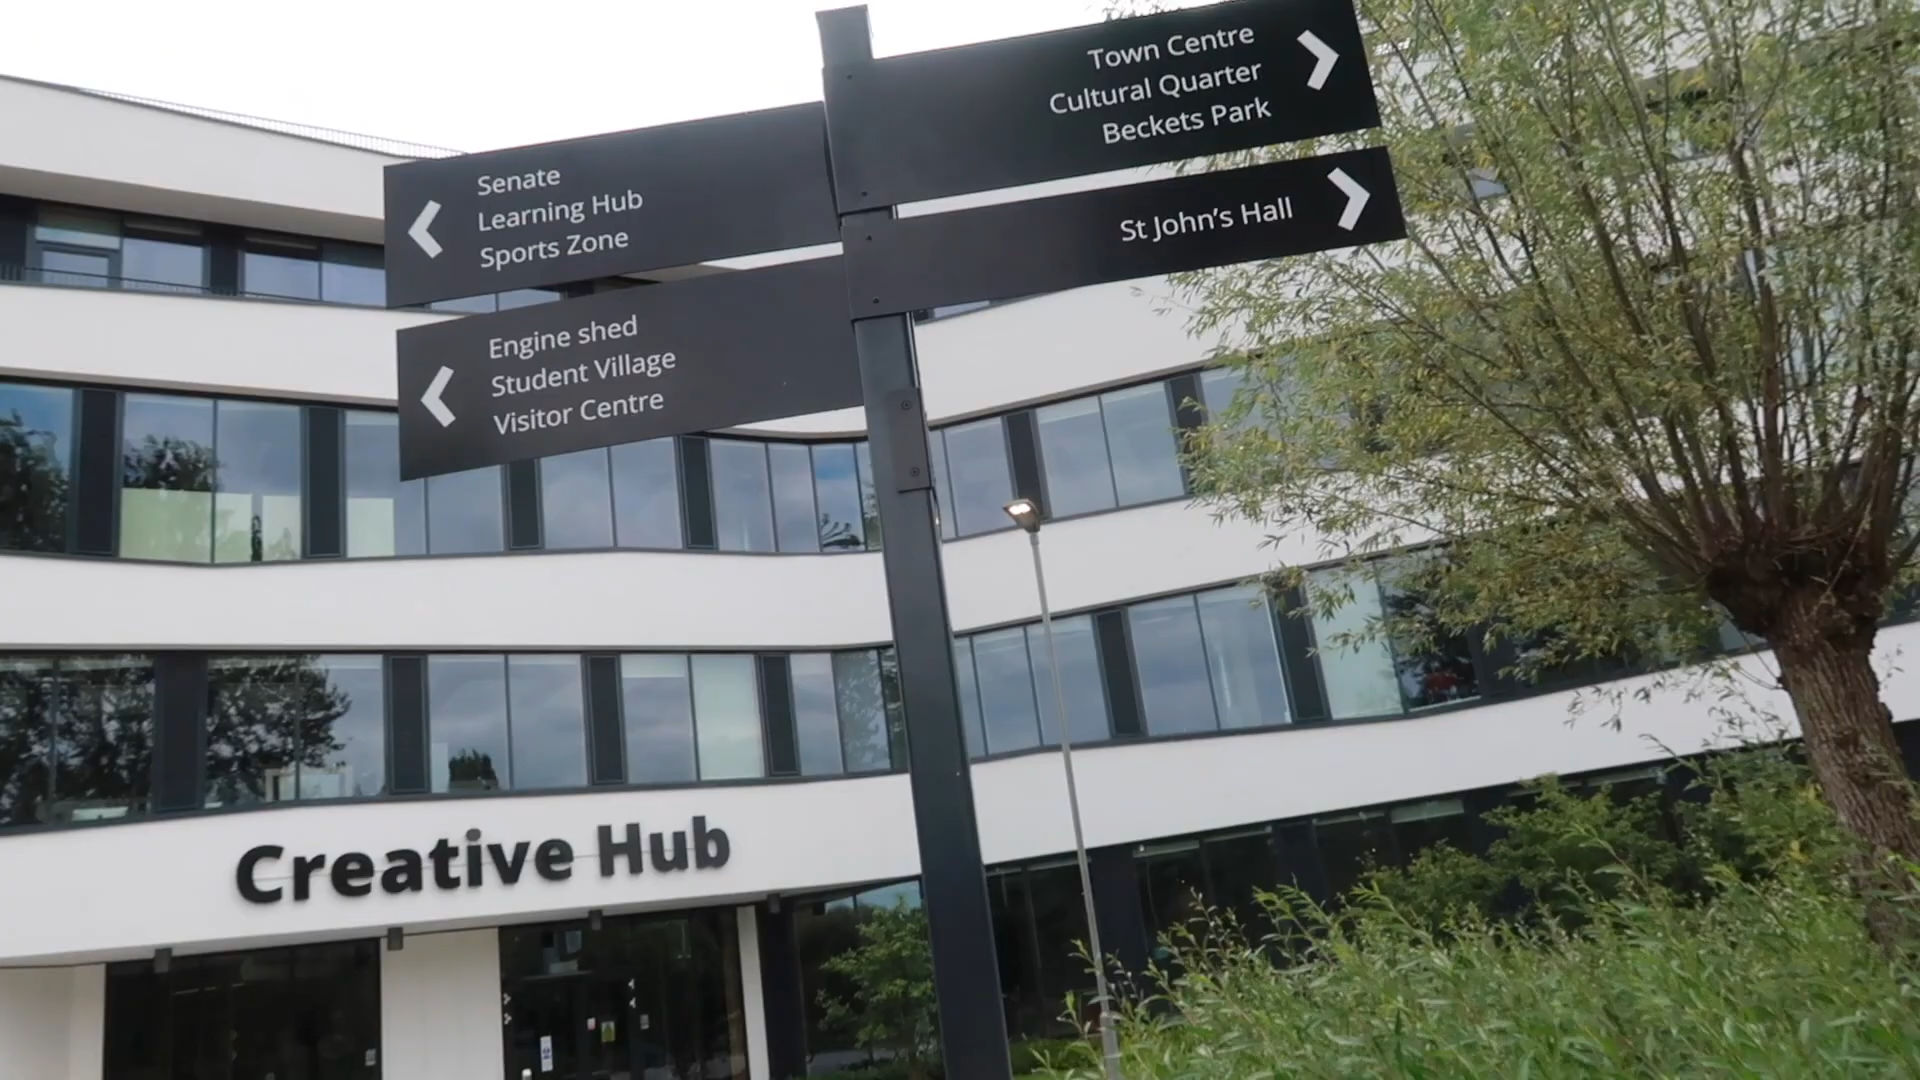 Town Centre
Cultural Quarter
Beckets Park
Senate
Learning Hub
Sports Zone
St John’s Hall
Engine shed
Student Village
Visitor Centre
Creative Hub